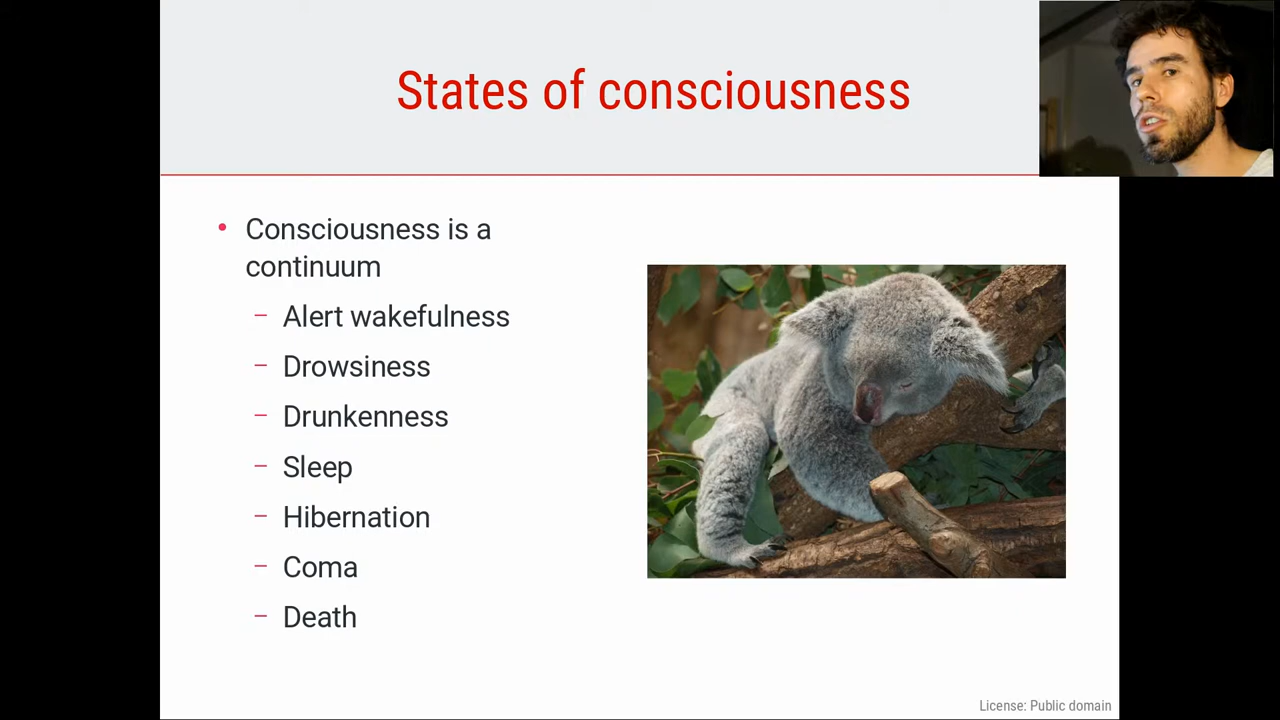 States of consciousness
• Consciousness is a
continuum
– Alert wakefulness
– Drowsiness
– Drunkenness
– Sleep
– Hibernation
– Coma
– Death
License: Public domain